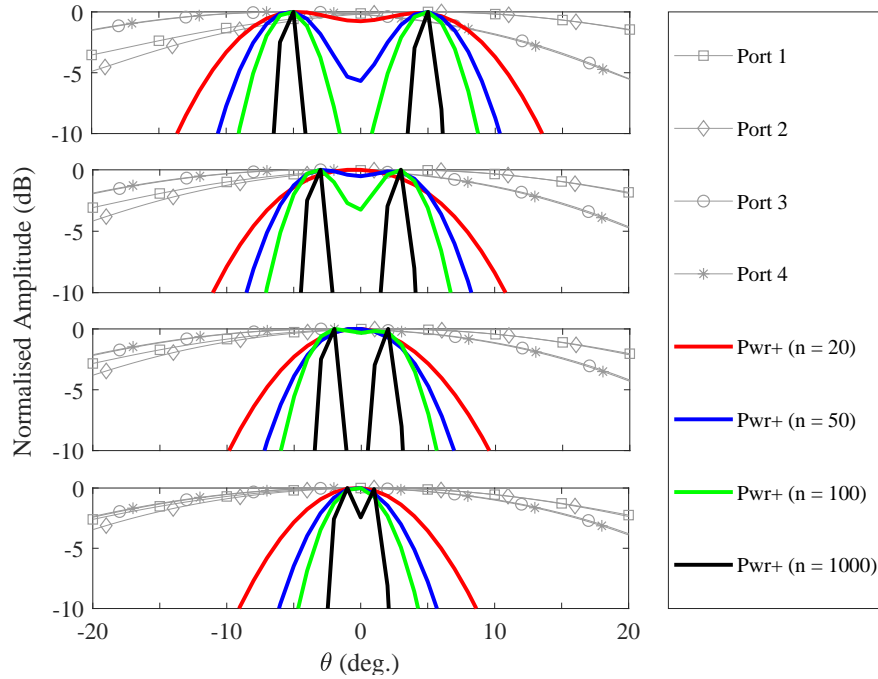 0
-5
-10
0
-5
-10
0
-5
-10
0
-5
-10
-20
-10
0
10
20
θ (deg.)
Normalised Amplitude (dB)
Port 1
Port 2
Port 3
Port 4
Pwr+ (n = 20)
Pwr+ (n = 50)
Pwr+ (n = 100)
Pwr+ (n = 1000)